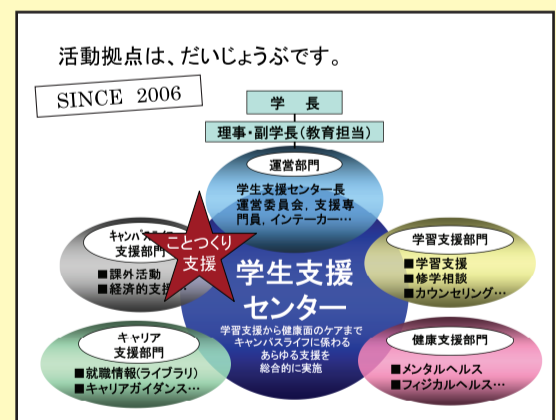 活動拠点は、だいじょうぶです。
SINCE 2006
学 長
理事・副学長(教育担当)
運営部門
学生支援センター長
運営委員会，支援専
門員，インテーカー…
キャンパスライフ
支援部門
■課外活動
■経済的支援…
ことつくり
支援
学習支援部門
■学習支援
■修学相談
■カウンセリング…
学生支援
センター
学習支援から健康面のケアまで
キャンパスライフに係わる
あらゆる支援を
総合的に実施
キャリア
支援部門
■就職情報(ライブラリ)
■キャリアガイダンス…
健康支援部門
■メンタルヘルス
■フィジカルヘルス…